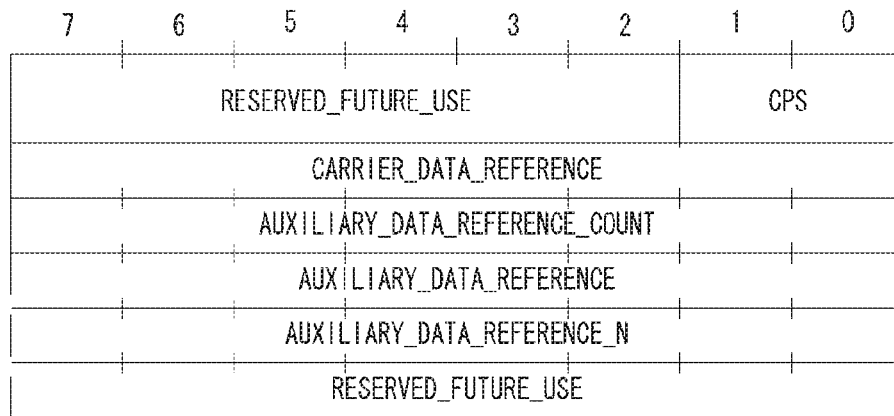 7 6 5 4 3 2 1 0
RESERVED_FUTURE_USE CPS
CARRIER_DATA_REFERENCE
AUXILIARY_DATA_REFERENCE_COUNT
AUXILIARY_DATA_REFERENCE
AUXILIARY_DATA_REFERENCE_N
RESERVED_FUTURE_USE